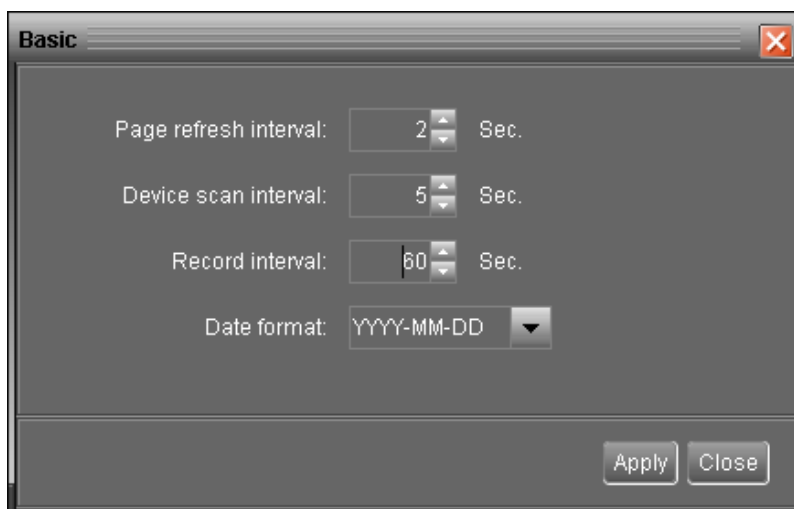 Basic
Page refresh interval: 2 Sec.
Device scan interval: 5 Sec.
Record interval: 60 Sec.
Date format: YYYY-MM-DD
Apply Close